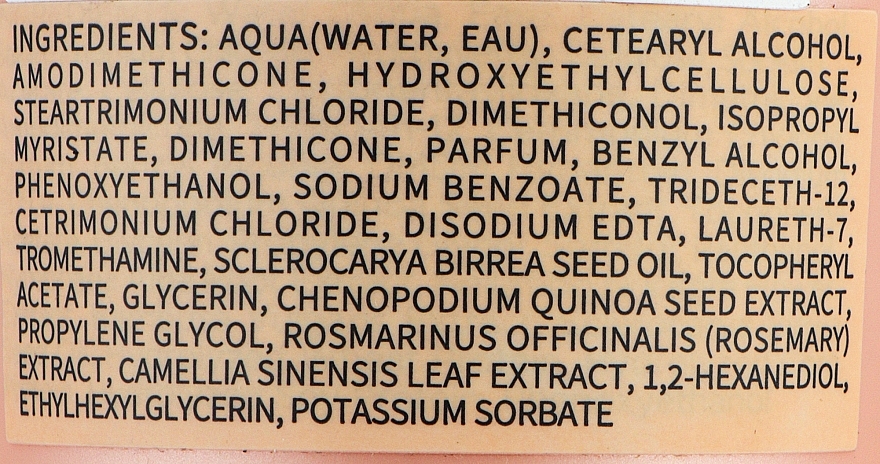 INGREDIENTS: AQUA(WATER, EAU), CETEARYL ALCOHOL,
AMODIMETHICONE, HYDROXYETHYLCELLULOSE,
STEARTRIMONIUM CHLORIDE, DIMETHICONOL, ISOPROPYL
MYRISTATE, DIMETHICONE, PARFUM, BENZYL ALCOHOL,
PHENOXYETHANOL, SODIUM BENZOATE, TRIDECETH-12,
CETRIMONIUM CHLORIDE, DISODIUM EDTA, LAURETH-7,
TROMETHAMINE, SCLEROCARYA BIRREA SEED OIL, TOCOPHERYL
ACETATE, GLYCERIN, CHENOPODIUM QUINOA SEED EXTRACT,
PROPYLENE GLYCOL, ROSMARINUS OFFICINALIS (ROSEMARY)
EXTRACT, CAMELLIA SINENSIS LEAF EXTRACT, 1,2-HEXANEDIOL,
ETHYLHEXYLGLYCERIN, POTASSIUM SORBATE